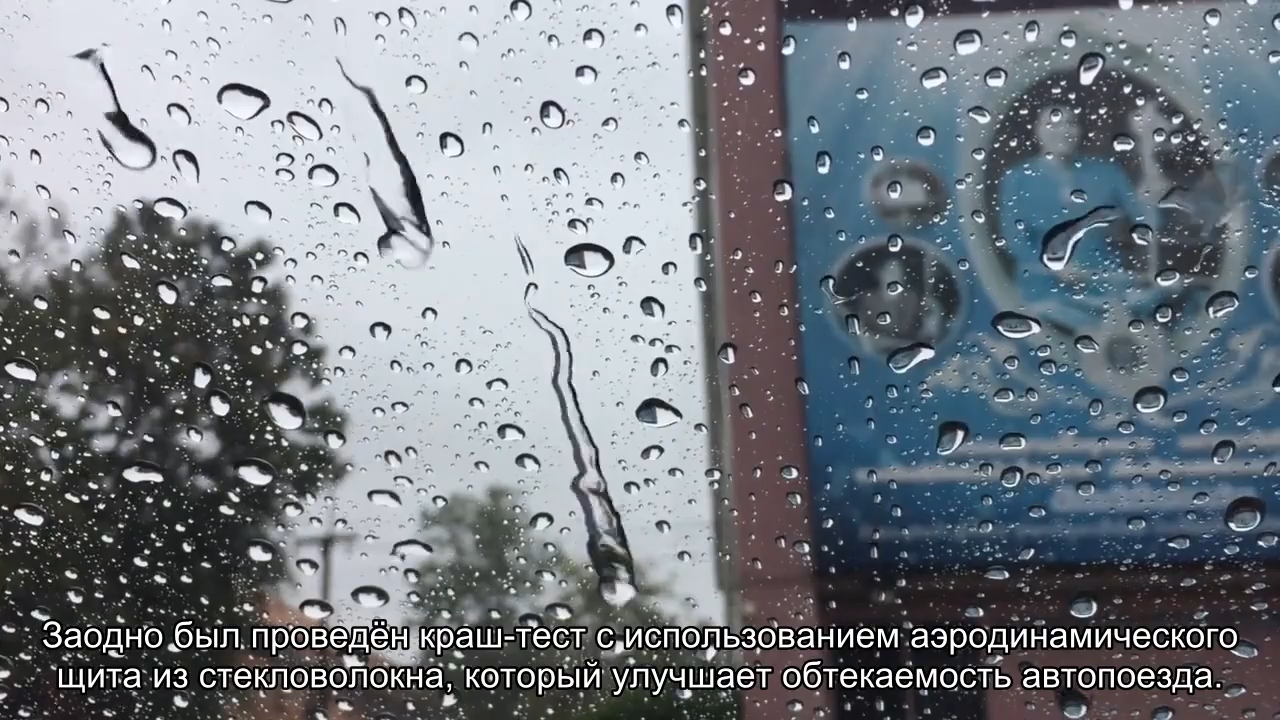 Заодно был проведён краш-тест с использованием аэродинамического
щита из стекловолокна, который улучшает обтекаемость автопоезда.